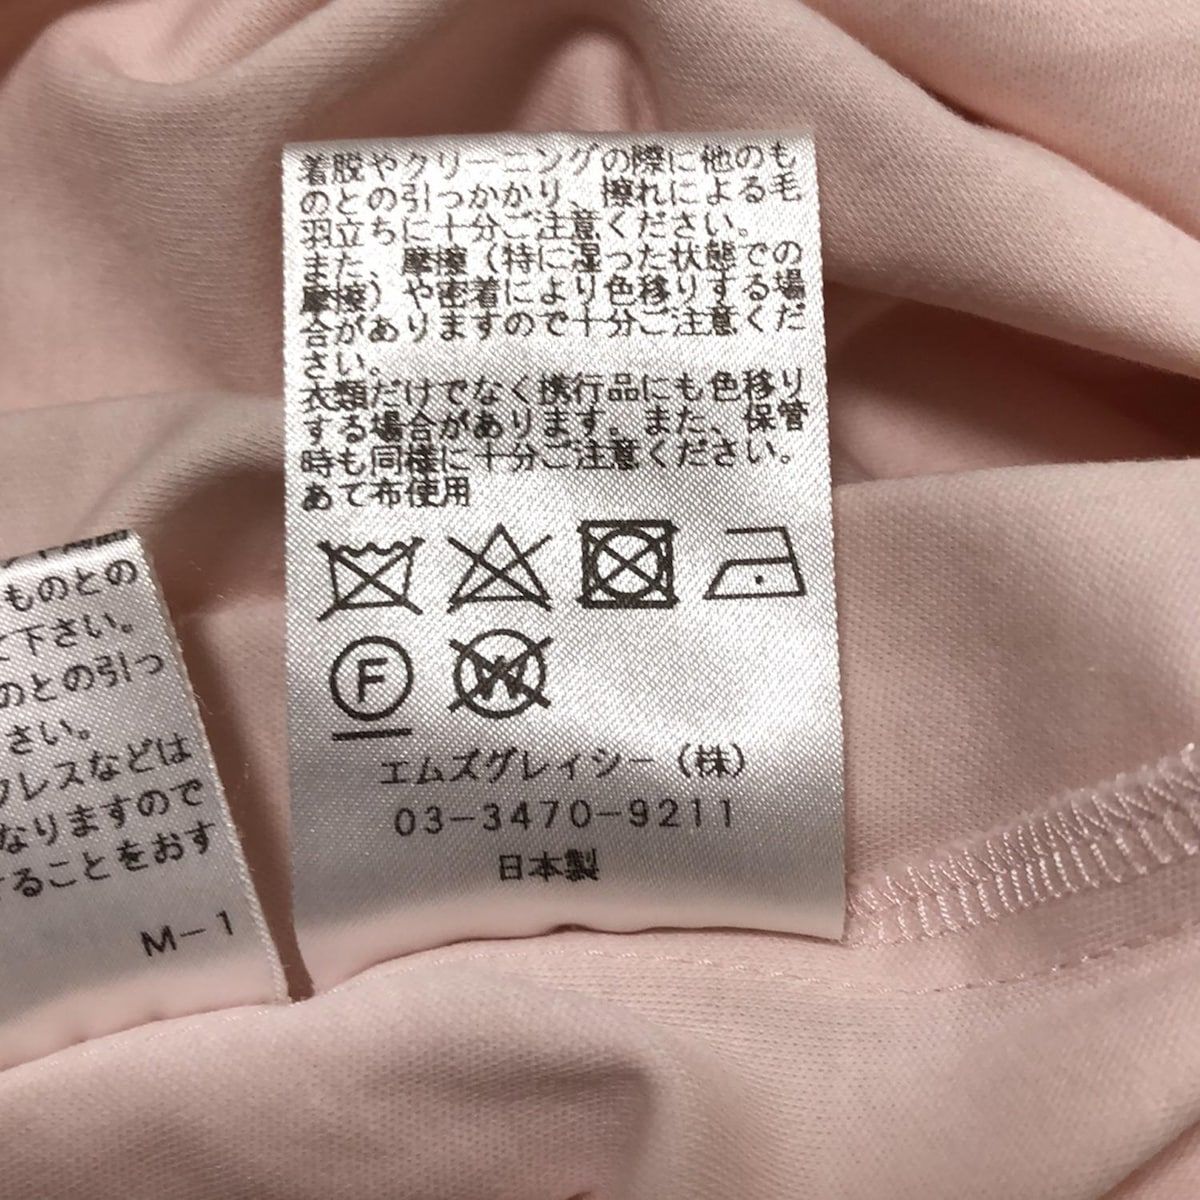 着脱やクリーニングの際に他のも
のとの引っかかり、擦れによる毛
羽立ちに十分ご注意ください。
また、摩擦(特に湿った状態での
摩擦)や密着により色移りする場
合がありますので十分ご注意くだ
さい。
衣類だけでなく携行品にも色移り
する場合があります。また、保管
時も同様に十分ご注意ください。
あて布使用
F
W
エムズグレイシー(株)
03-3470-9211
日本製
ものとの
下さい。
のとの引っ
さい。
レスなどは
なりますので
ることをおす
M-1